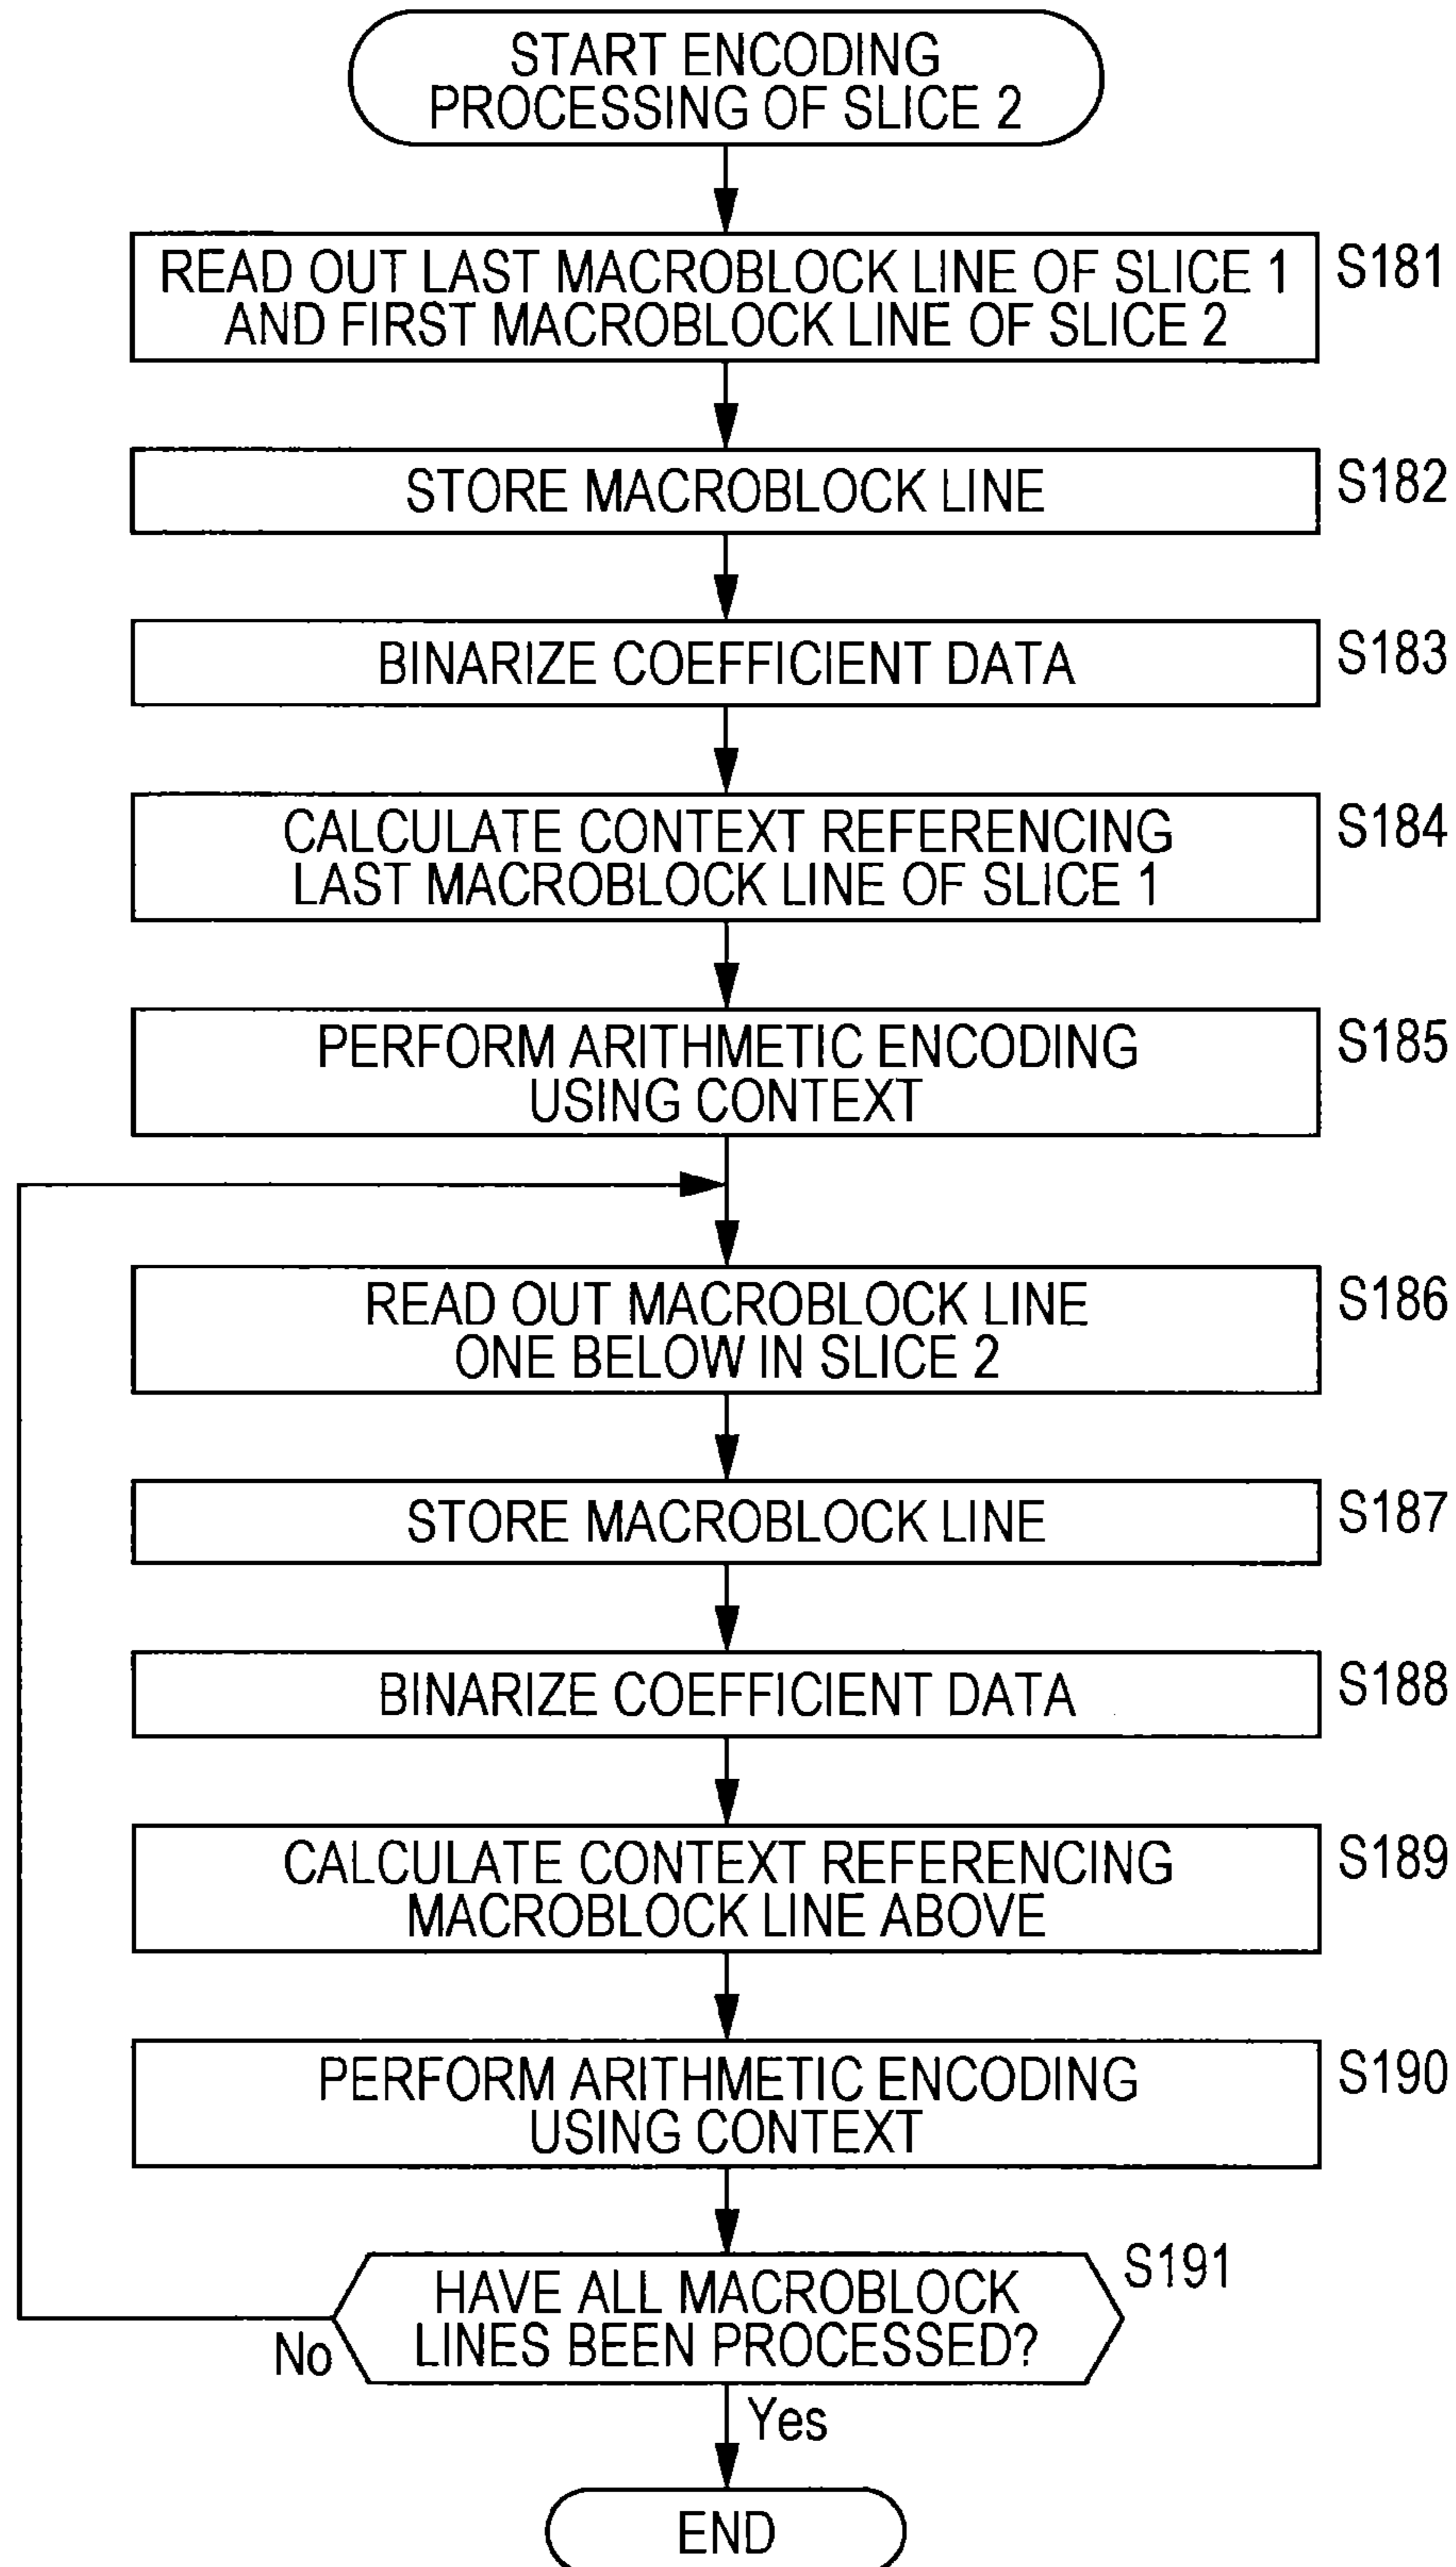 START ENCODING
PROCESSING OF SLICE 2
READ OUT LAST MACROBLOCK LINE OF SLICE 1
AND FIRST MACROBLOCK LINE OF SLICE 2
S181
STORE MACROBLOCK LINE
S182
BINARIZE COEFFICIENT DATA
S183
CALCULATE CONTEXT REFERENCING
LAST MACROBLOCK LINE OF SLICE 1
S184
PERFORM ARITHMETIC ENCODING
USING CONTEXT
S185
READ OUT MACROBLOCK LINE
ONE BELOW IN SLICE 2
S186
STORE MACROBLOCK LINE
S187
BINARIZE COEFFICIENT DATA
S188
CALCULATE CONTEXT REFERENCING
MACROBLOCK LINE ABOVE
S189
PERFORM ARITHMETIC ENCODING
USING CONTEXT
S190
HAVE ALL MACROBLOCK
LINES BEEN PROCESSED?
S191
No
Yes
END